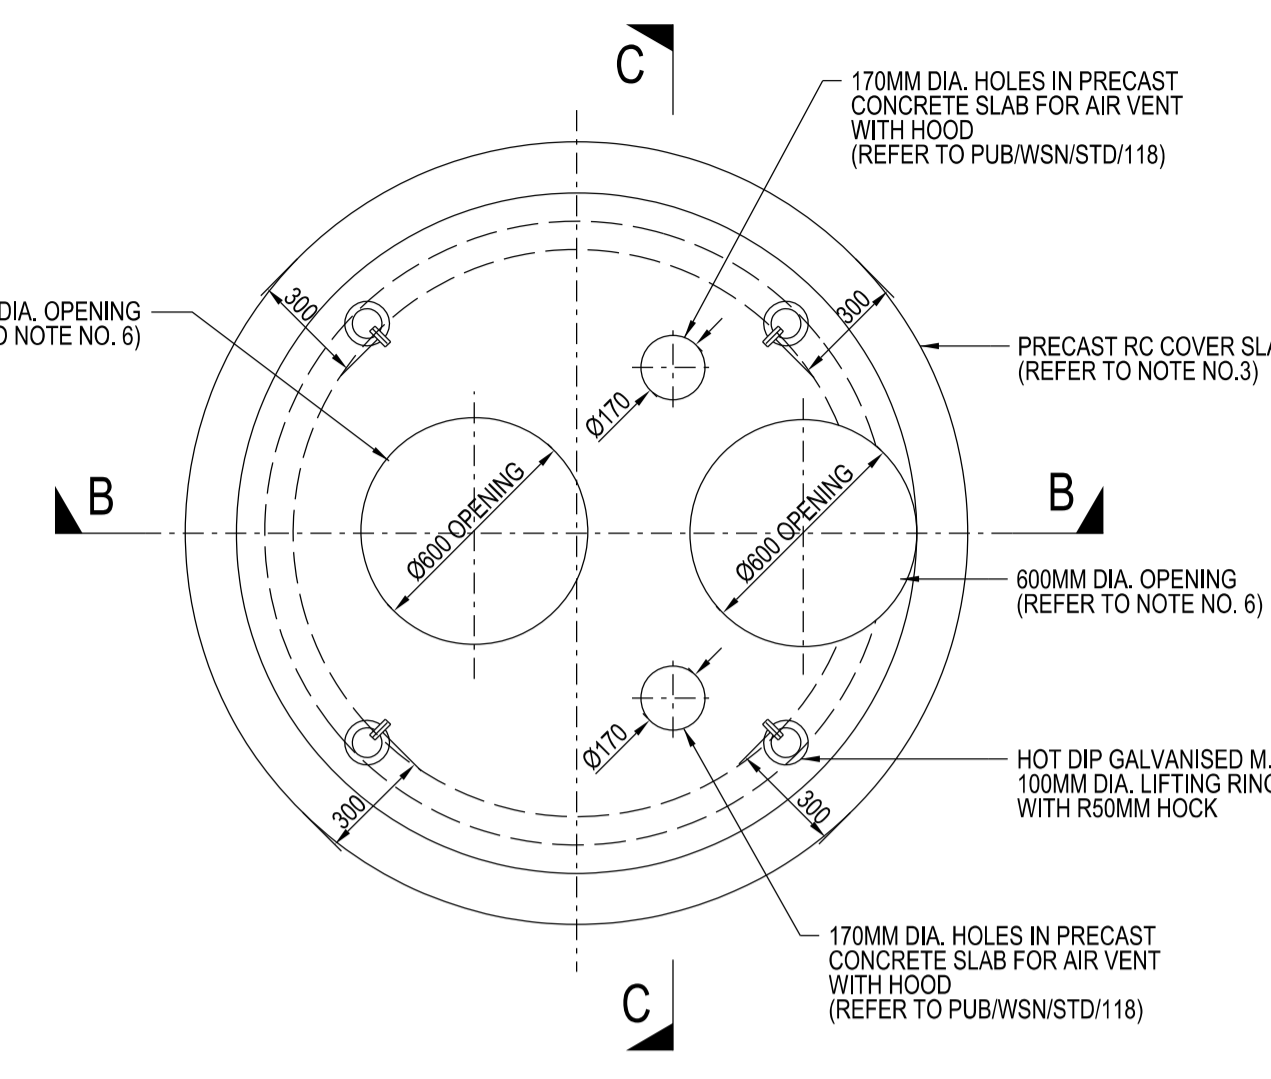 C
170MM DIA. HOLES IN PRECAST
CONCRETE SLAB FOR AIR VENT
WITH HOOD
(REFER TO PUB/WSN/STD/118)
DIA. OPENING
NOTE NO. 6)
300
300
PRECAST RC COVER
(REFER TO NOTE NO.3)
Ø170
B
B
Ø600 OPENING
Ø600 OPENING
600MM DIA. OPENING
(REFER TO NOTE NO. 6)
Ø170
HOT DIP GALVANISED M.
100MM DIA. LIFTING RING
WITH R50MM HOCK
300
300
170MM DIA. HOLES IN PRECAST
CONCRETE SLAB FOR AIR VENT
WITH HOOD
(REFER TO PUB/WSN/STD/118)
C